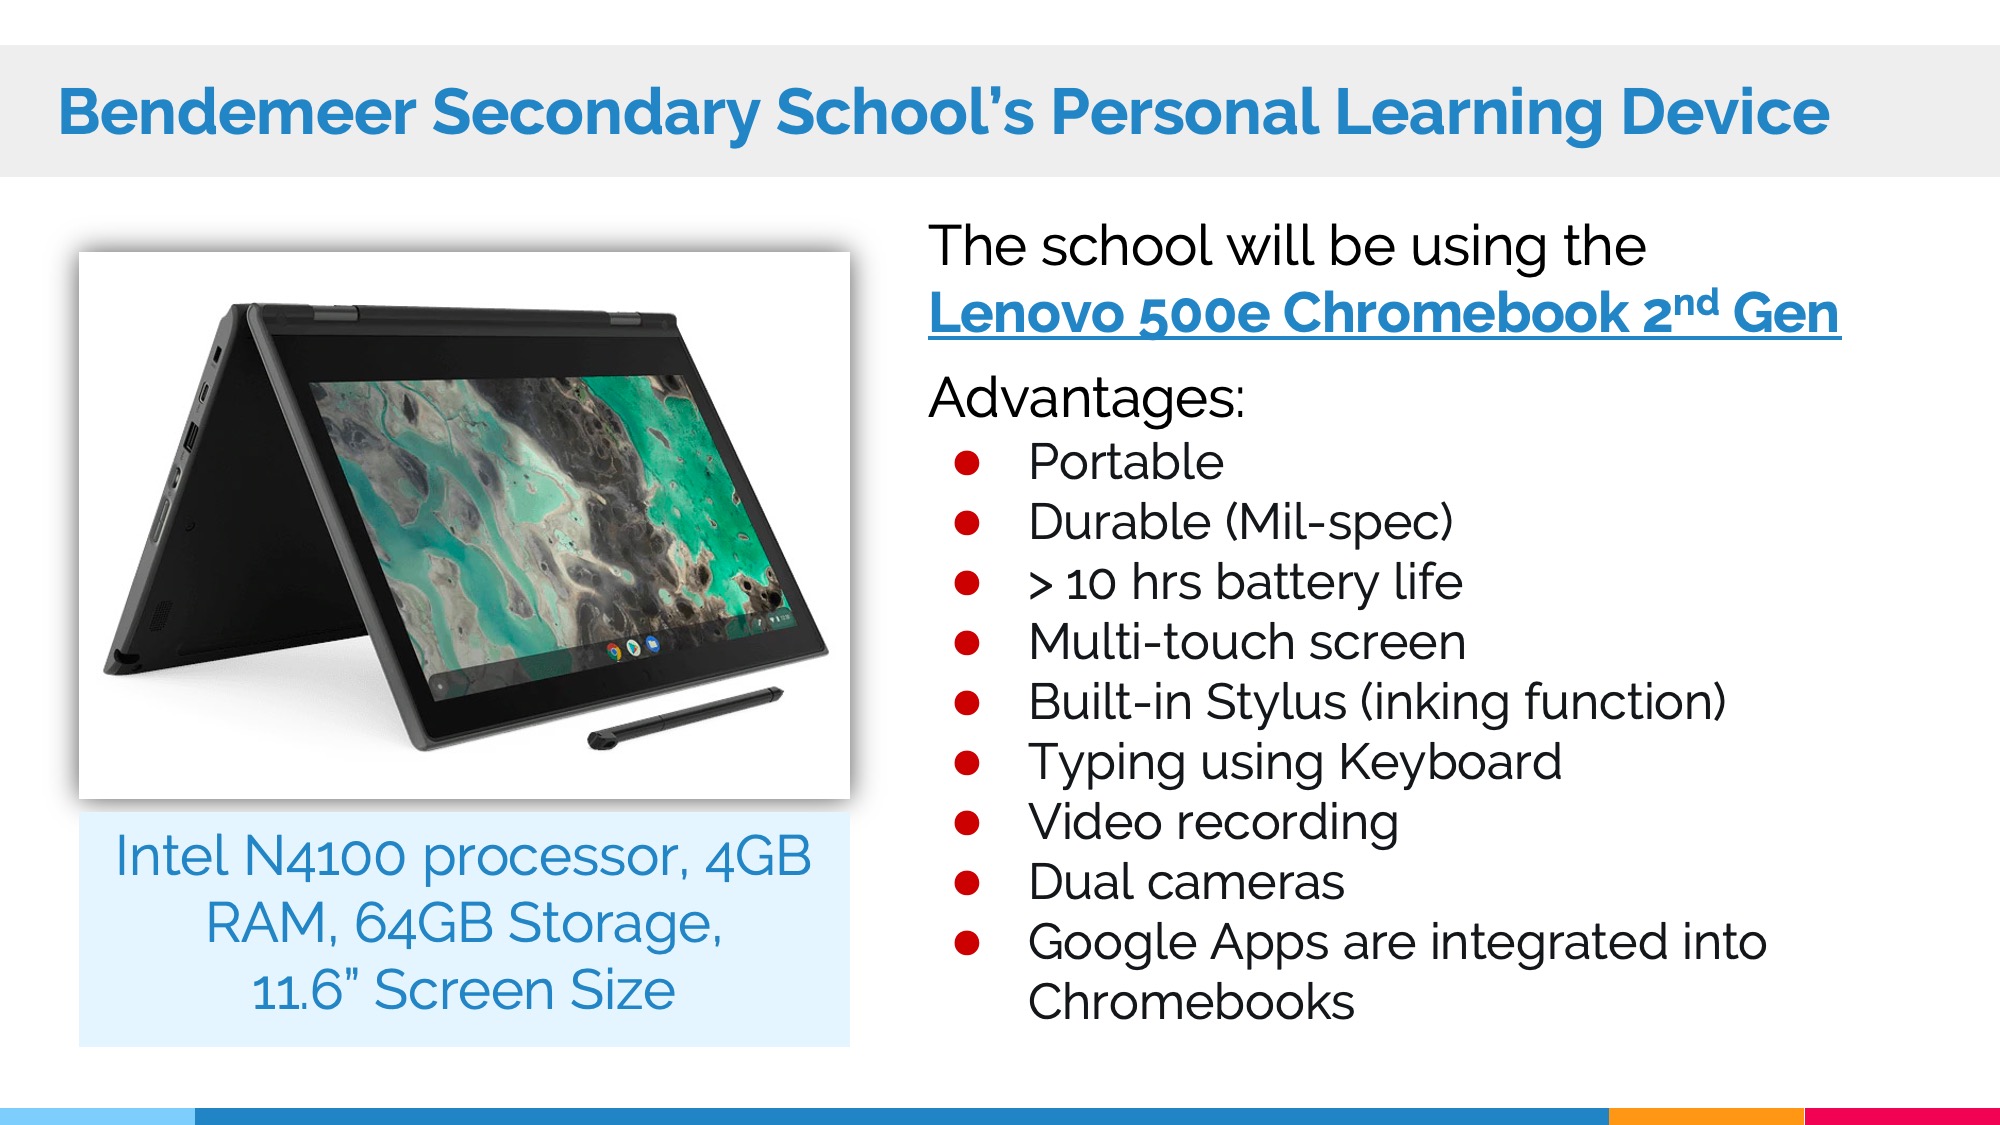 Bendemeer Secondary School’s Personal Learning Device
The school will be using the
Lenovo 500e Chromebook 2nd Gen
Advantages:
● Portable
● Durable (Mil-spec)
● > 10 hrs battery life
● Multi-touch screen
● Built-in Stylus (inking function)
● Typing using Keyboard
● Video recording
● Dual cameras
● Google Apps are integrated into
Chromebooks
Intel N4100 processor, 4GB
RAM, 64GB Storage,
11.6” Screen Size